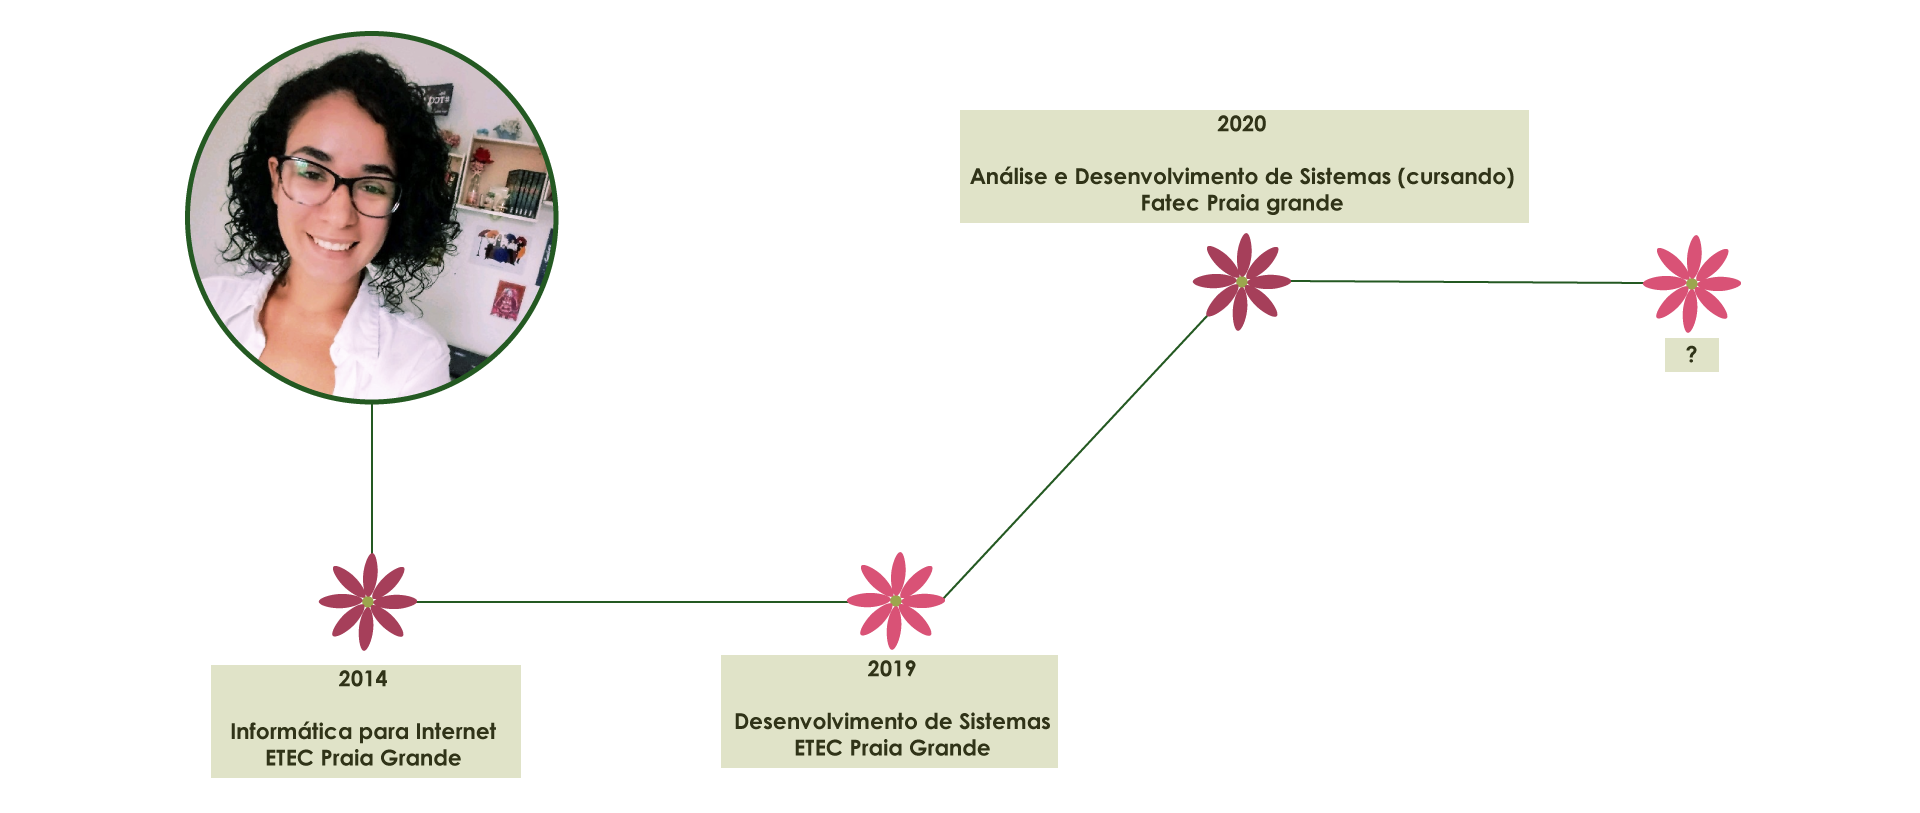 2014
Informática para Internet
ETEC Praia Grande
2019
Desenvolvimento de Sistemas
ETEC Praia Grande
2020
Análise e Desenvolvimento de Sistemas (cursando)
Fatec Praia grande
?